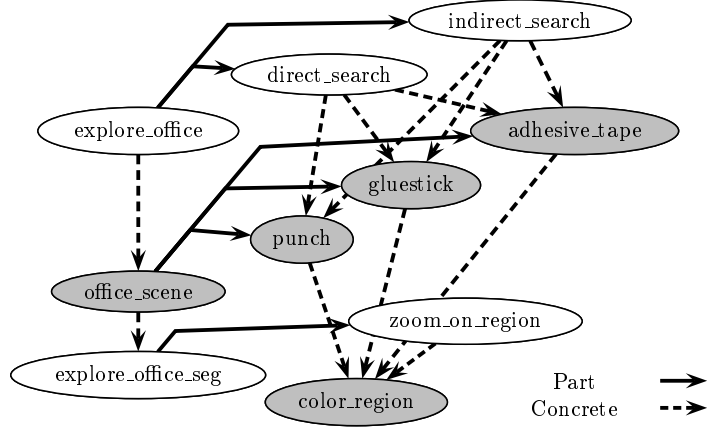 indirect_search
direct_search
explore_office
adhesive_tape
gluestick
punch
office_scene
zoom_on_region
explore_office_seg
color_region
Part
Concrete